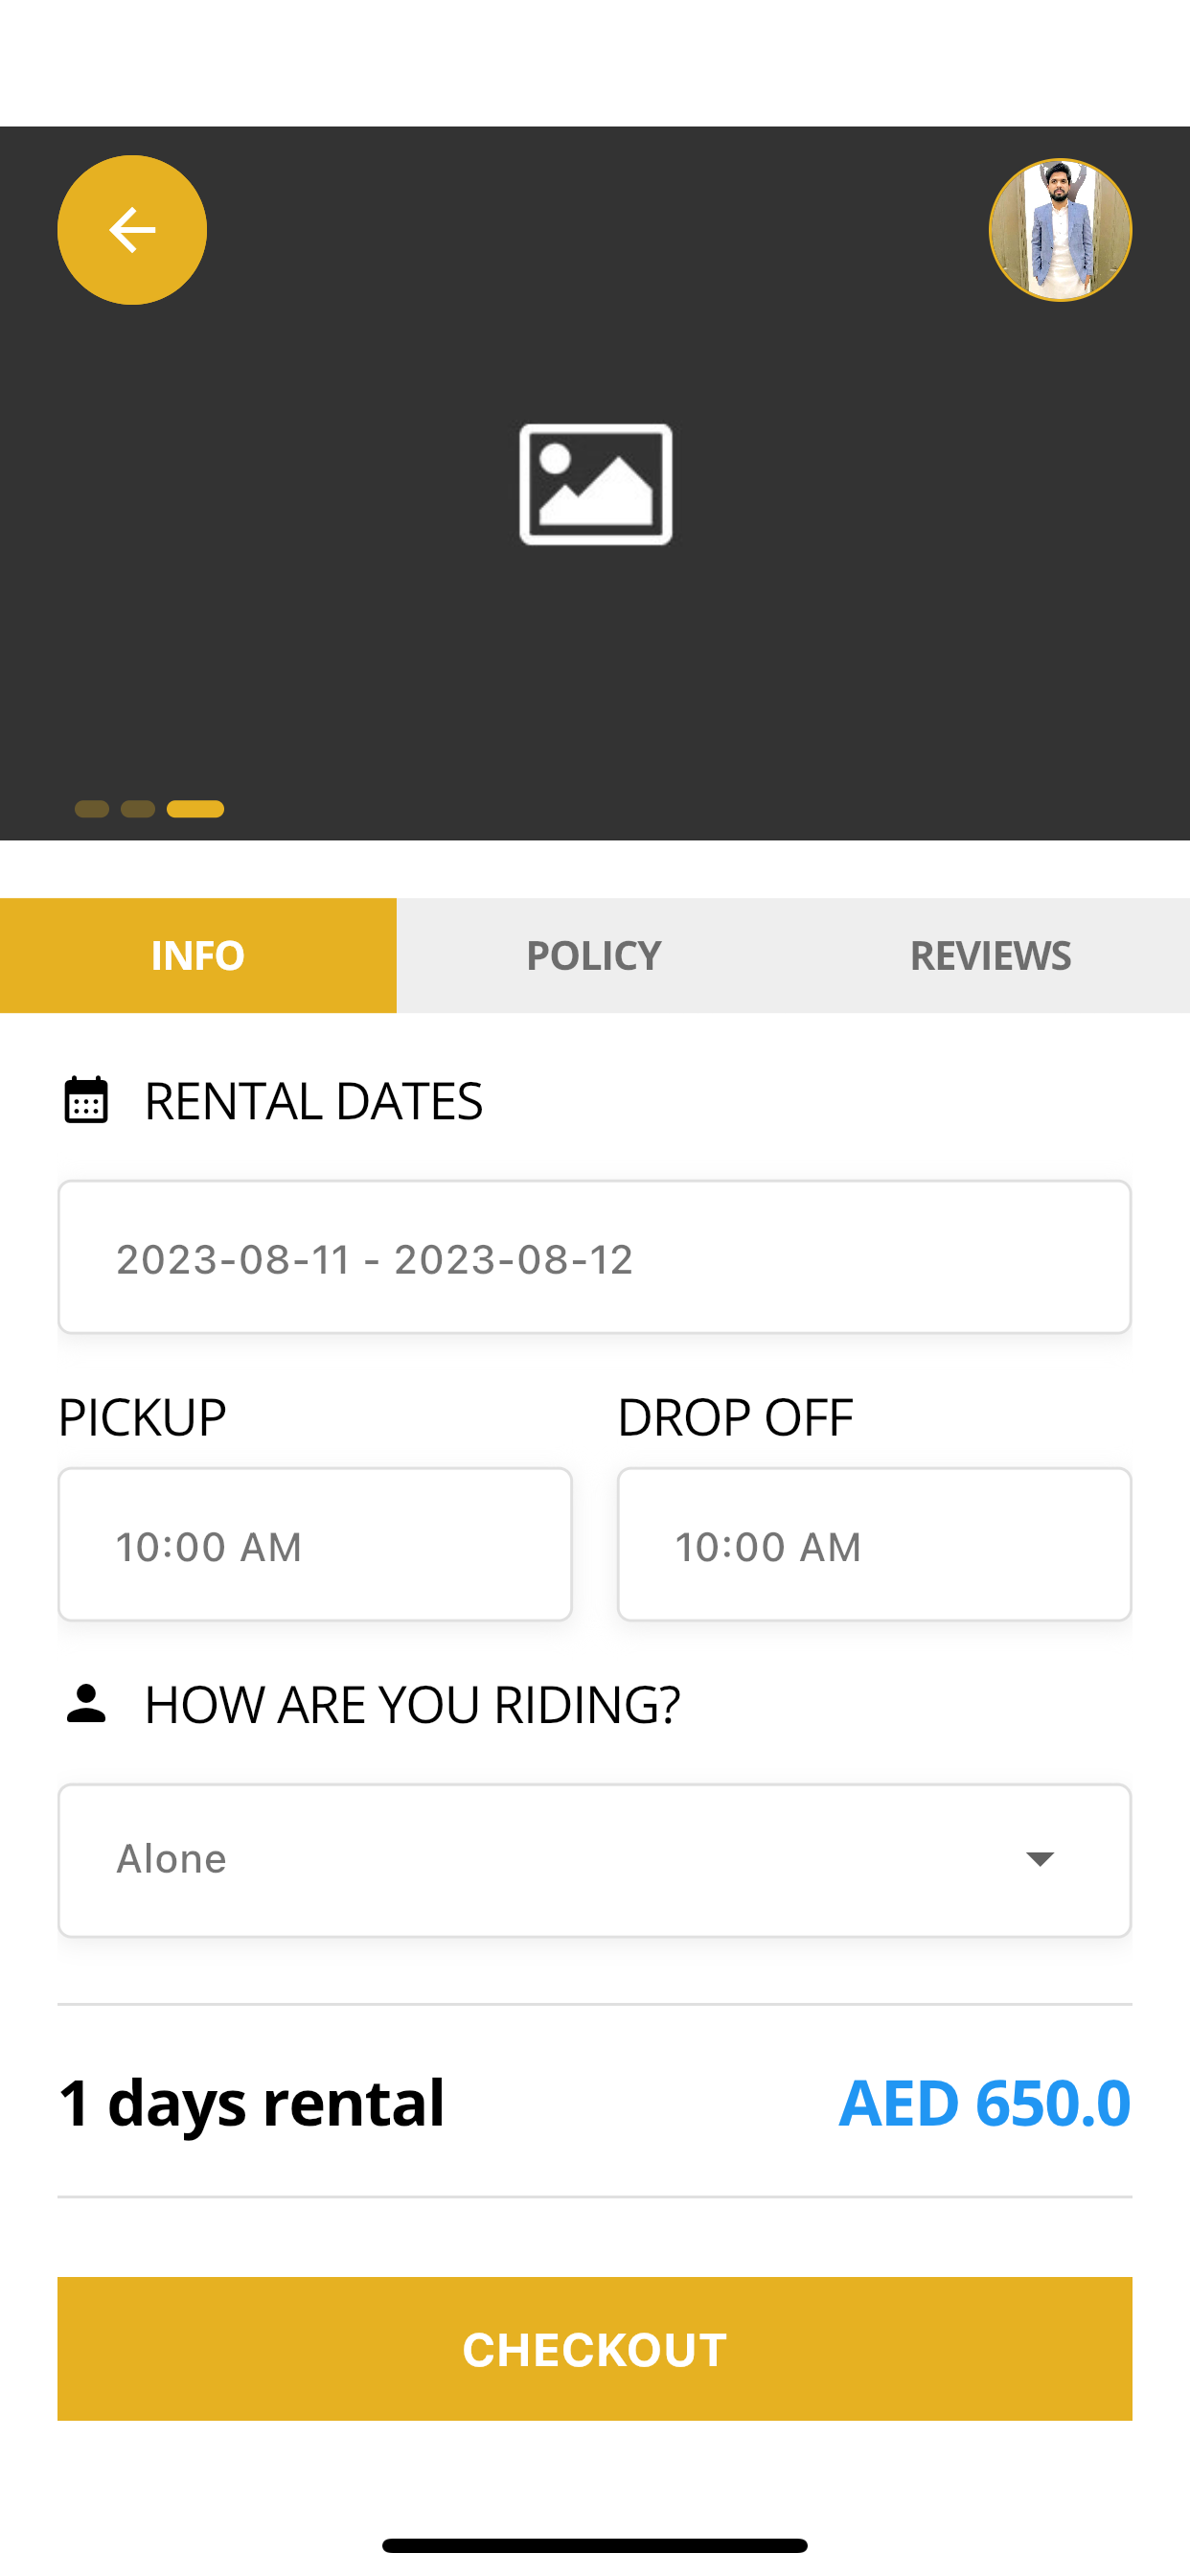 INFO
POLICY
REVIEWS
RENTAL DATES
2023-08-11 - 2023-08-12
PICKUP
DROP OFF
10:00 AM
10:00 AM
HOW ARE YOU RIDING?
Alone
1 days rental
AED 650.0
CHECKOUT